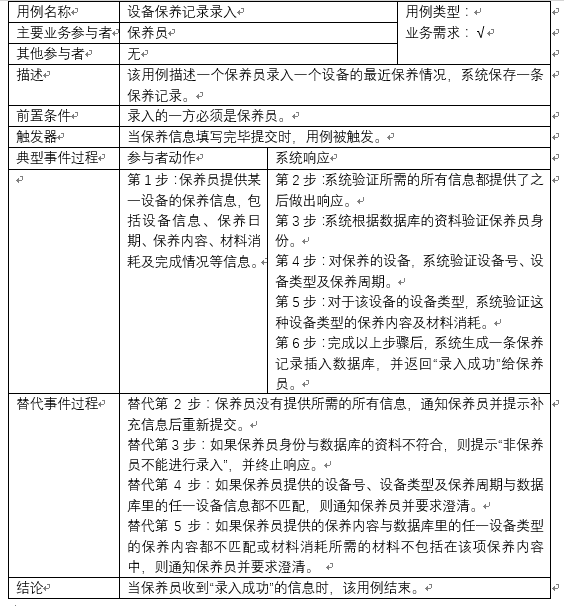 用例名称 设备保养记录录入 用例类型：
主要业务参与者 保养员 业务需求：√
其他参与者 无
描述 该用例描述一个保养员录入一个设备的最近保养情况，系统保存一条
保养记录。
前置条件 录入的一方必须是保养员。
触发器 当保养信息填写完毕提交时，用例被触发。
典型事件过程 参与者动作 系统响应
第1步：保养员提供某
一设备的保养信息，包
括设备信息、保养日
期、保养内容、材料消
耗及完成情况等信息。
第2步：系统验证所需的所有信息都提供了之
后做出响应。
第3步：系统根据数据库的资料验证保养员身
份。
第4步：对保养的设备，系统验证设备号、设
备类型及保养周期。
第5步：对于该设备的设备类型，系统验证这
种设备类型的保养内容及材料消耗。
第6步：完成以上步骤后，系统生成一条保养
记录插入数据库，并返回“录入成功”给保养
员。
替代事件过程 替代第2步：保养员没有提供所需的所有信息，通知保养员并提示补
充信息后重新提交。
替代第3步：如果保养员身份与数据库的资料不符合，则提示“非保养
员不能进行录入”，并终止响应。
替代第4步：如果保养员提供的设备号、设备类型及保养周期与数据
库里的任一设备信息都不匹配，则通知保养员并要求澄清。
替代第5步：如果保养员提供的保养内容与数据库里的任一设备类型
的保养内容都不匹配或材料消耗所需的材料不包括在该项保养内容
中，则通知保养员并要求澄清。
结论 当保养员收到“录入成功”的信息时，该用例结束。